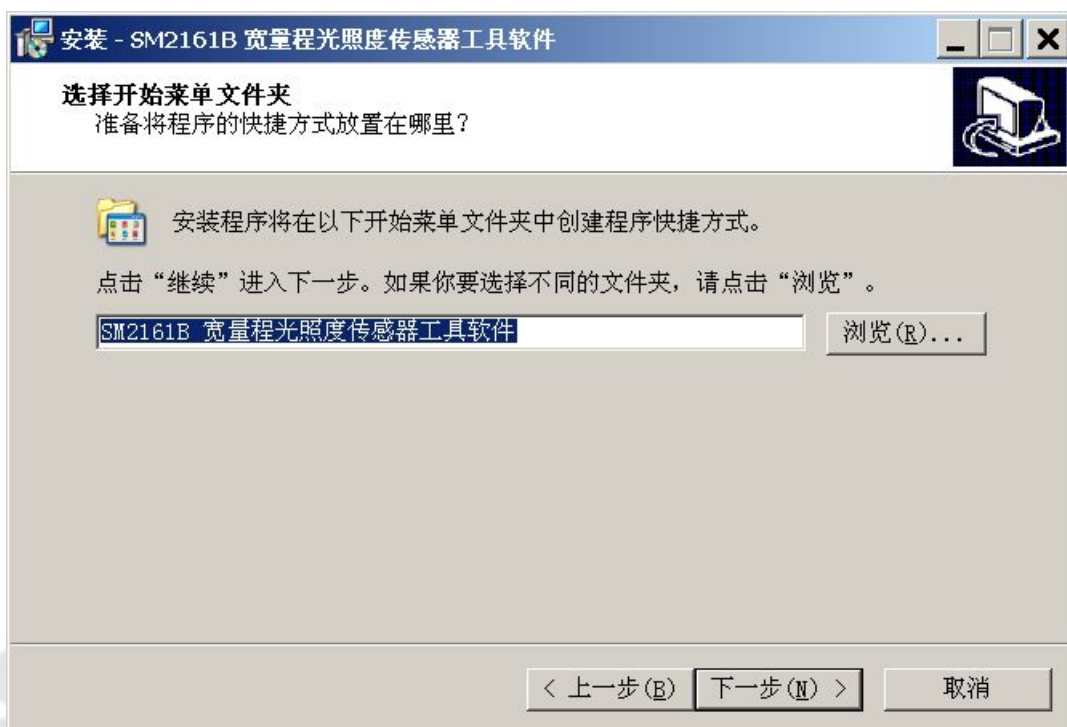 安装 - SM2161B 宽量程光照度传感器工具软件
选择开始菜单文件夹
准备将程序的快捷方式放置在哪里？
安装程序将在以下开始菜单文件夹中创建程序快捷方式。
点击“继续”进入下一步。如果你要选择不同的文件夹，请点击“浏览”。
SM2161B 宽量程光照度传感器工具软件
浏览(R)...
< 上一步(B)
下一步(N) >
取消